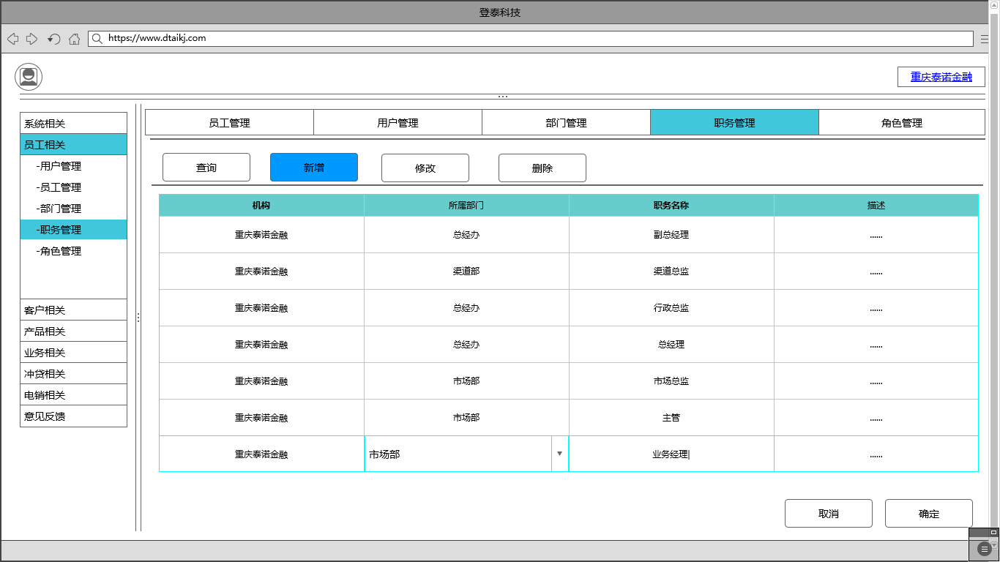 登泰科技
https://www.dtaikj.com
重庆泰诺金融
系统相关
员工相关
-用户管理
-员工管理
-部门管理
-职务管理
-角色管理
客户相关
产品相关
业务相关
冲贷相关
电销相关
意见反馈
员工管理 用户管理 部门管理 职务管理 角色管理
查询 新增 修改 删除
机构 所属部门 职务名称 描述
重庆泰诺金融 总经办 副总经理 ......
重庆泰诺金融 渠道部 渠道总监 ......
重庆泰诺金融 总经办 行政总监 ......
重庆泰诺金融 总经办 总经理 ......
重庆泰诺金融 市场部 市场总监 ......
重庆泰诺金融 市场部 主管 ......
重庆泰诺金融 市场部 业务经理 ......
取消 确定